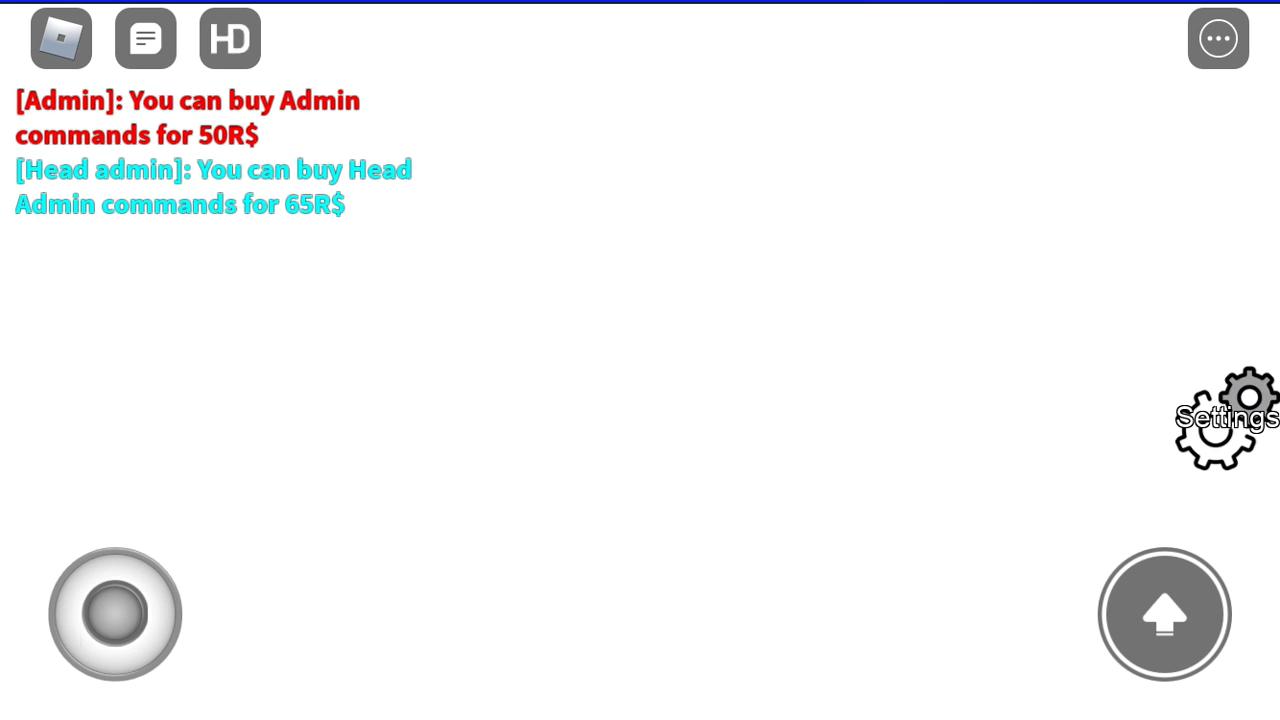 HD
[Admin]: You can buy Admin
commands for 50R$
[Head admin]: You can buy Head
Admin commands for 65R$
Settings